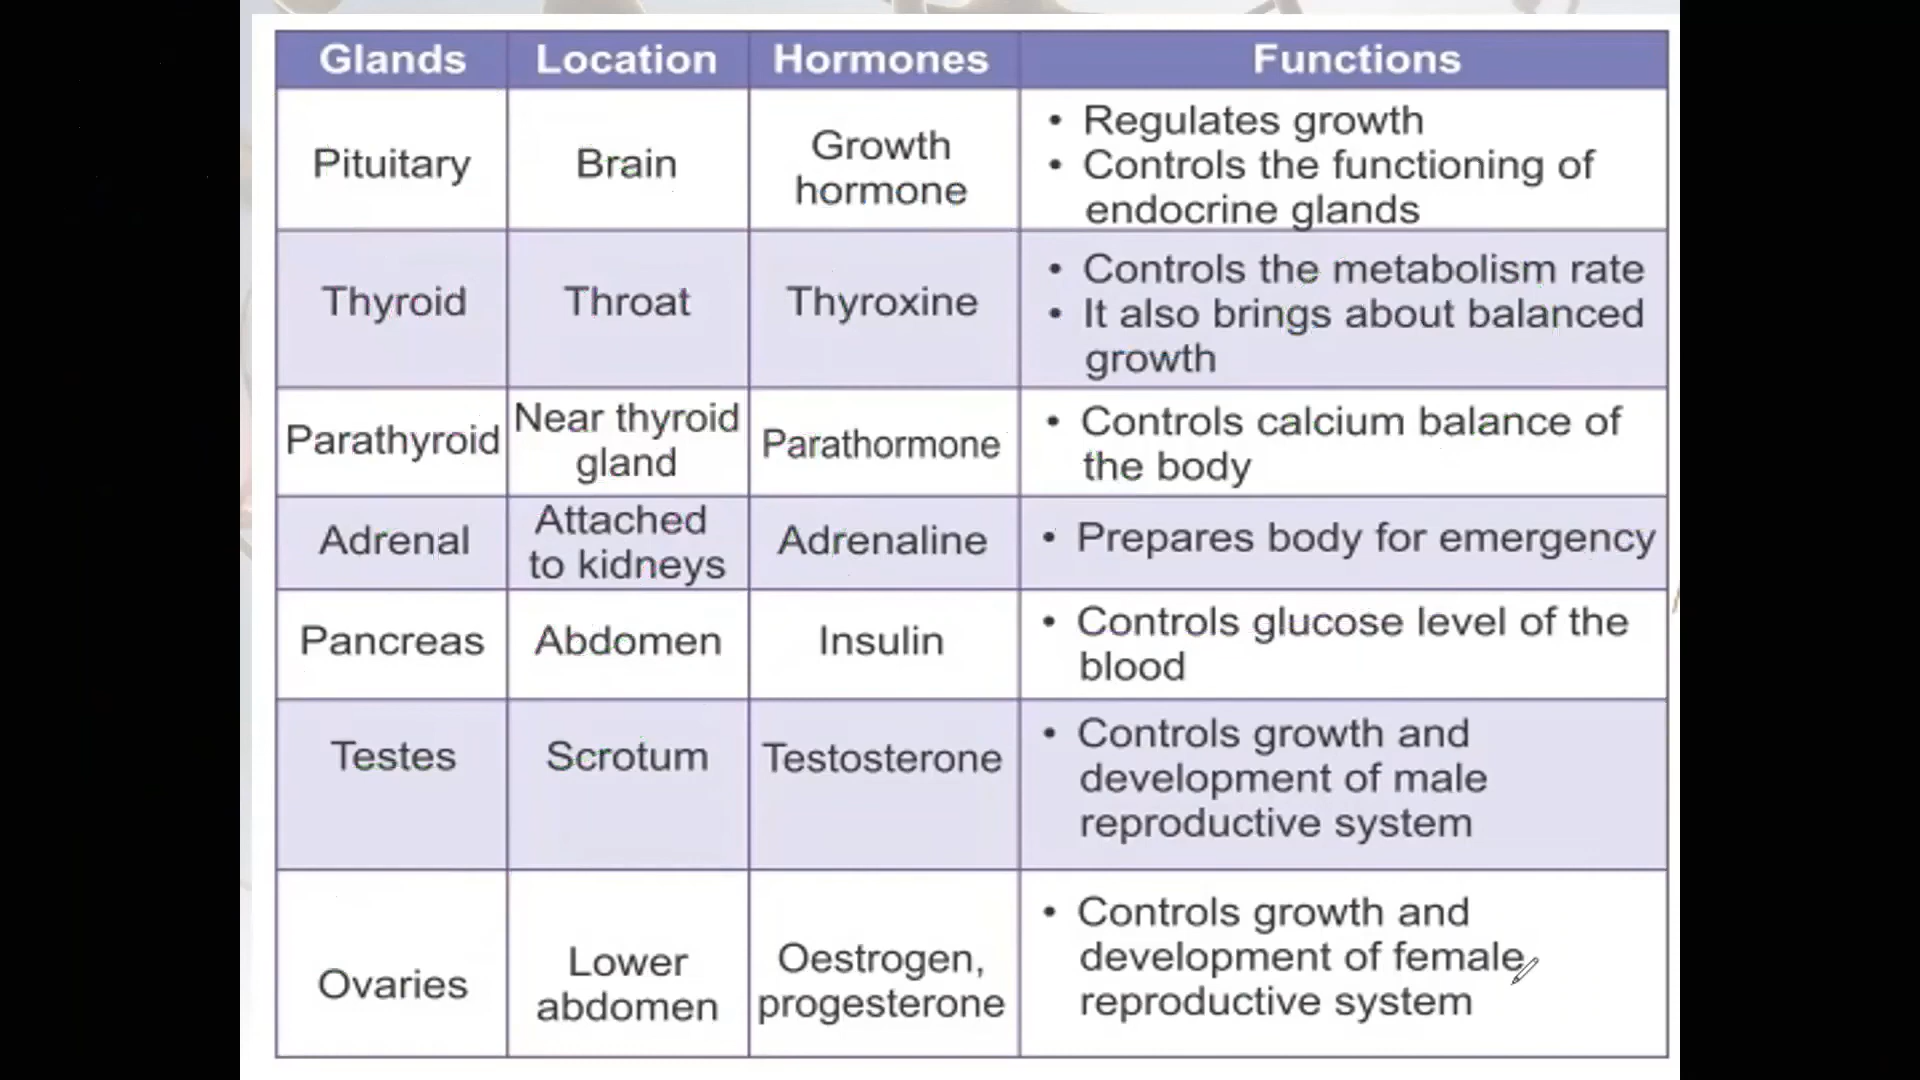 Glands Location Hormones Functions
Pituitary
Brain
Growth
hormone
• Regulates growth
• Controls the functioning of
endocrine glands
Thyroid
Throat
Thyroxine
• Controls the metabolism rate
• It also brings about balanced
growth
Parathyroid
Near thyroid
gland
Parathormone
• Controls calcium balance of
the body
Adrenal
Attached
to kidneys
Adrenaline
• Prepares body for emergency
Pancreas
Abdomen
Insulin
• Controls glucose level of the
blood
Testes
Scrotum
Testosterone
• Controls growth and
development of male
reproductive system
Ovaries
Lower
abdomen
Oestrogen,
progesterone
• Controls growth and
development of female
reproductive system